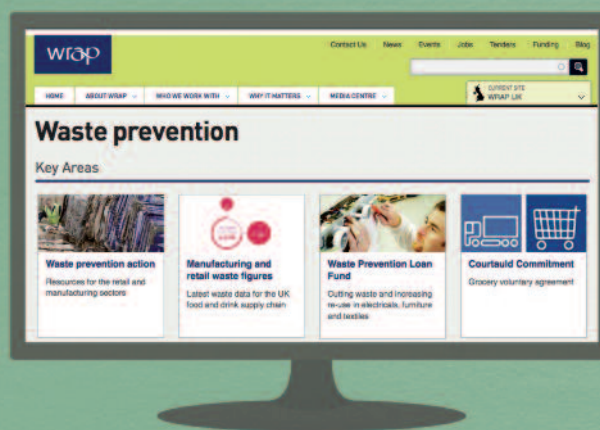 Contact Us News Events Jobs Tenders Funding Blog
wrap
CURRENT SITE
WRAP UK
HOME ABOUT WRAP WHO WE WORK WITH WHY IT MATTERS MEDIA CENTRE
Waste prevention
Key Areas
Waste prevention action
Resources for the retail and
manufacturing sectors
Manufacturing and
retail waste figures
Latest waste data for the UK
food and drink supply chain
Waste Prevention Loan
Fund
Cutting waste and increasing
re-use in electricals, furniture
and textiles
Courtauld Commitment
Grocery voluntary agreement